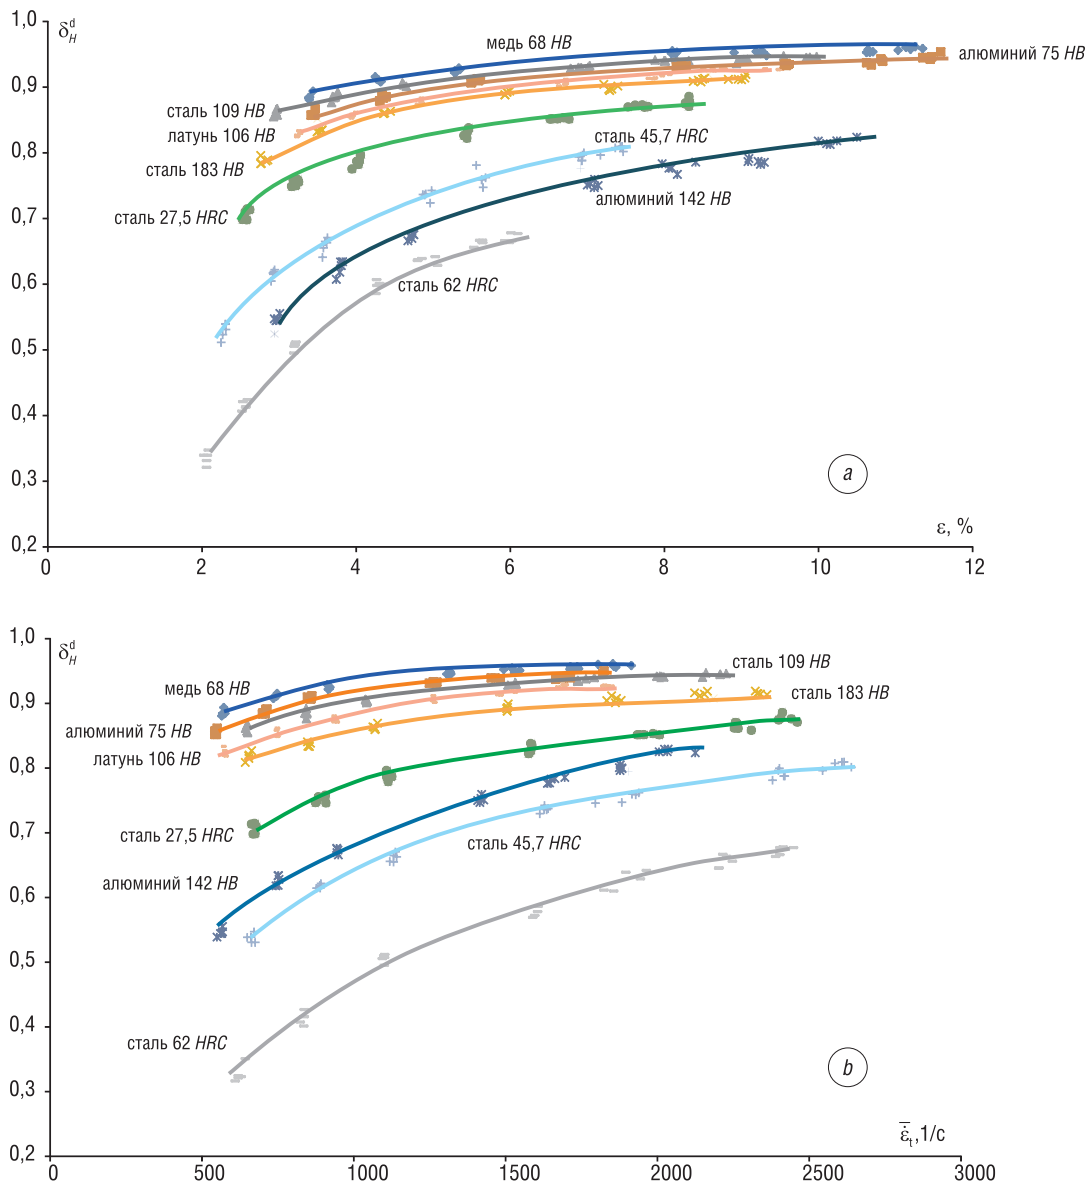 1,0
δ_H^d
медь 68 HB
алюминий 75 HB
0,9
сталь 109 HB
латунь 106 HB
сталь 45,7 HRC
0,8
сталь 183 HB
алюминий 142 HB
0,7
сталь 27,5 HRC
0,6
сталь 62 HRC
0,5
0,4
0,3
a
ε, %
0,2
0 2 4 6 8 10 12
1,0
δ_H^d
сталь 109 HB
медь 68 HB
сталь 183 HB
0,9
алюминий 75 HB
латунь 106 HB
0,8
сталь 27,5 HRC
сталь 45,7 HRC
0,7
алюминий 142 HB
0,6
0,5
0,4
сталь 62 HRC
b
0,3
ε̇̅_t,1/с
0,2
0 500 1000 1500 2000 2500 3000